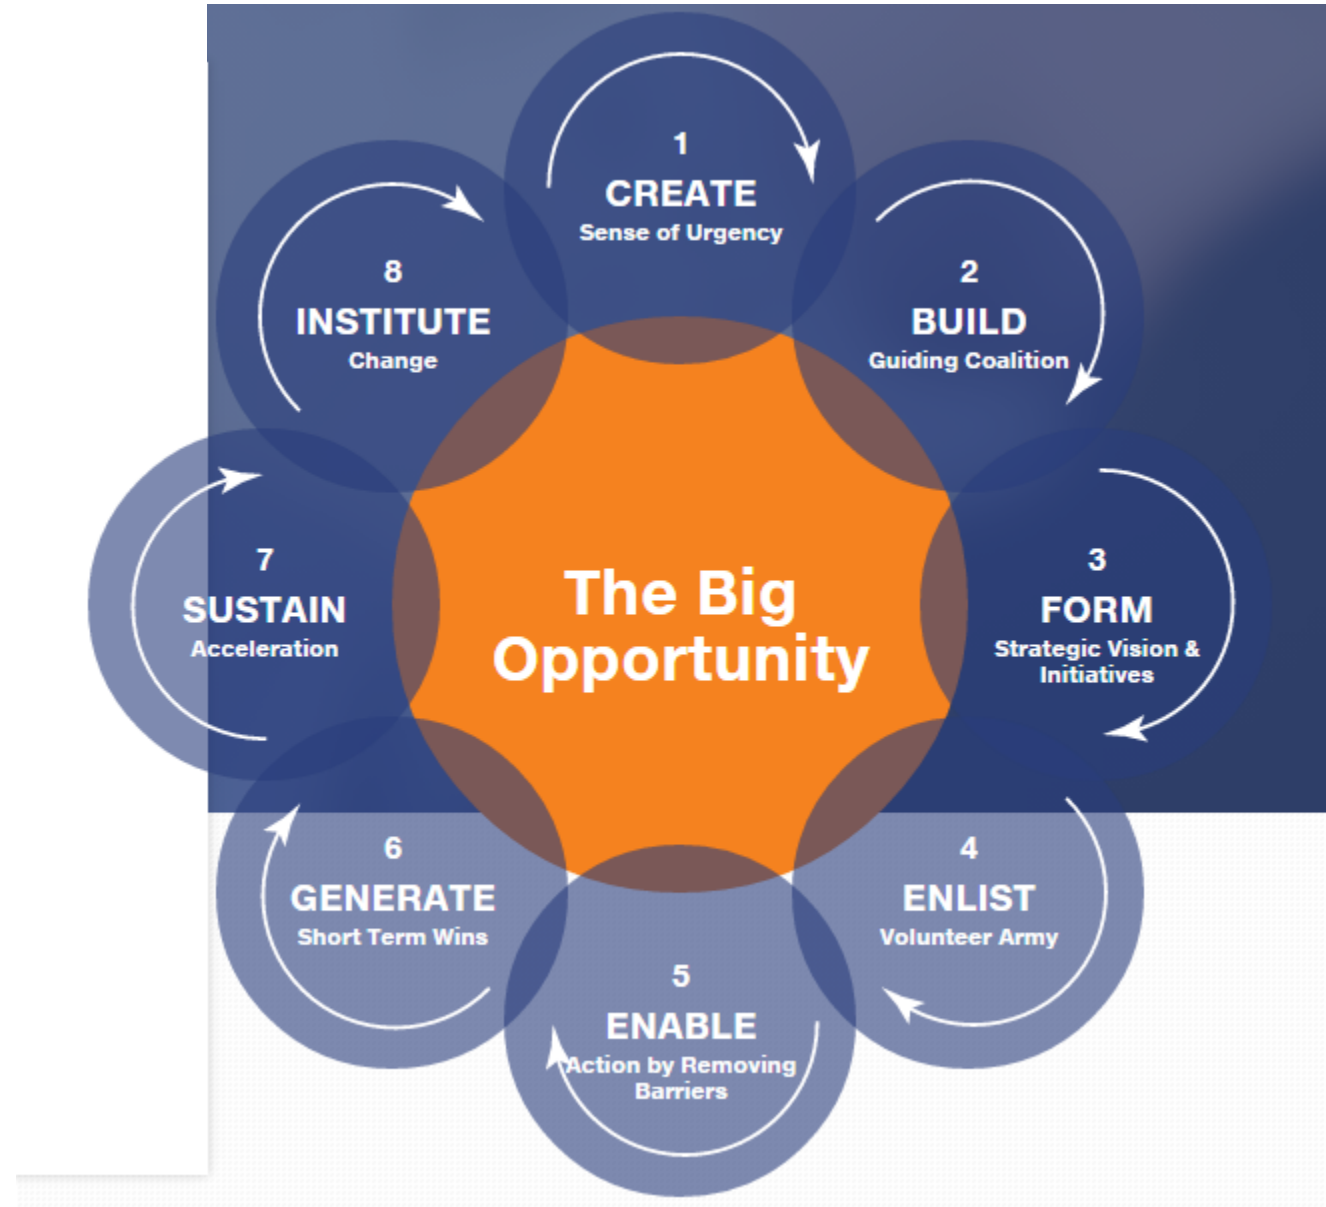 1
CREATE
Sense of Urgency
2
BUILD
Guiding Coalition
3
FORM
Strategic Vision &
Initiatives
4
ENLIST
Volunteer Army
5
ENABLE
Action by Removing
Barriers
6
GENERATE
Short Term Wins
7
SUSTAIN
Acceleration
8
INSTITUTE
Change
The Big
Opportunity